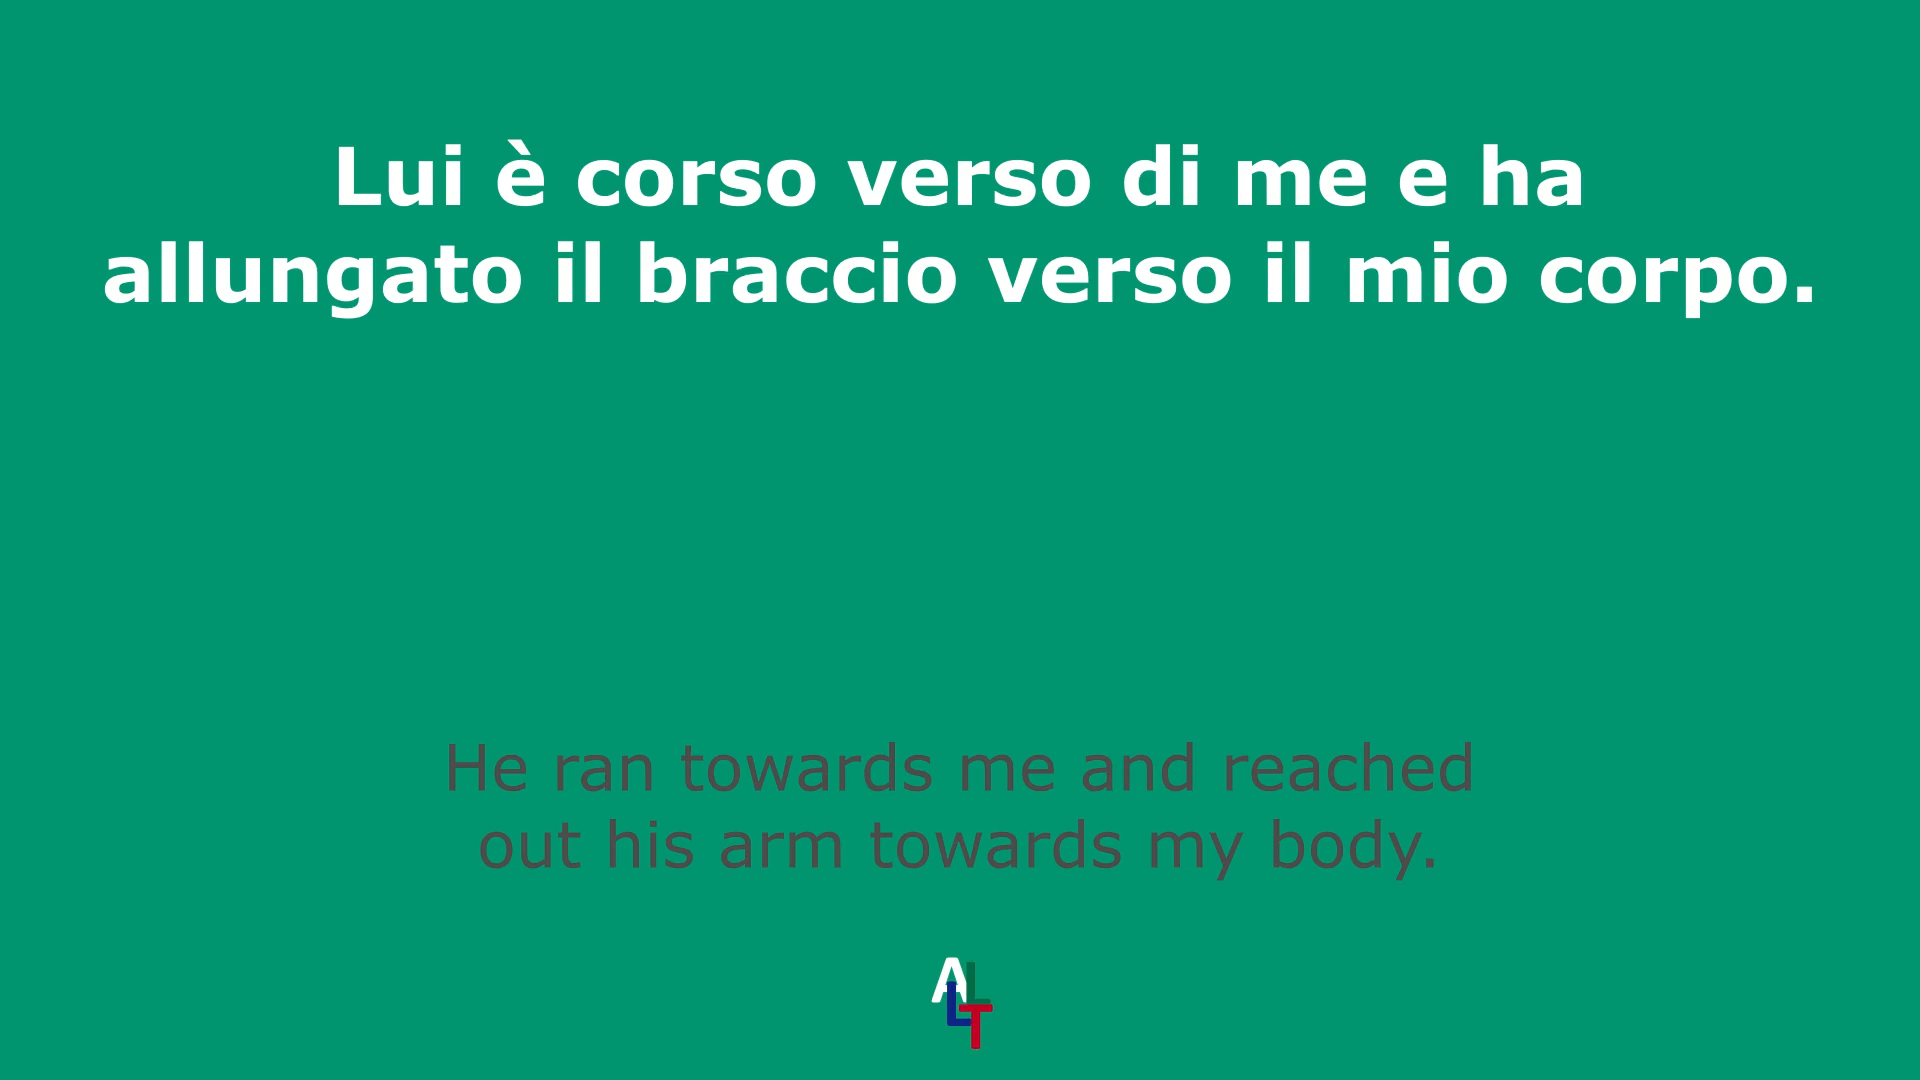 Lui è corso verso di me e ha
allungato il braccio verso il mio corpo.
He ran towards me and reached
out his arm towards my body.
ALLT